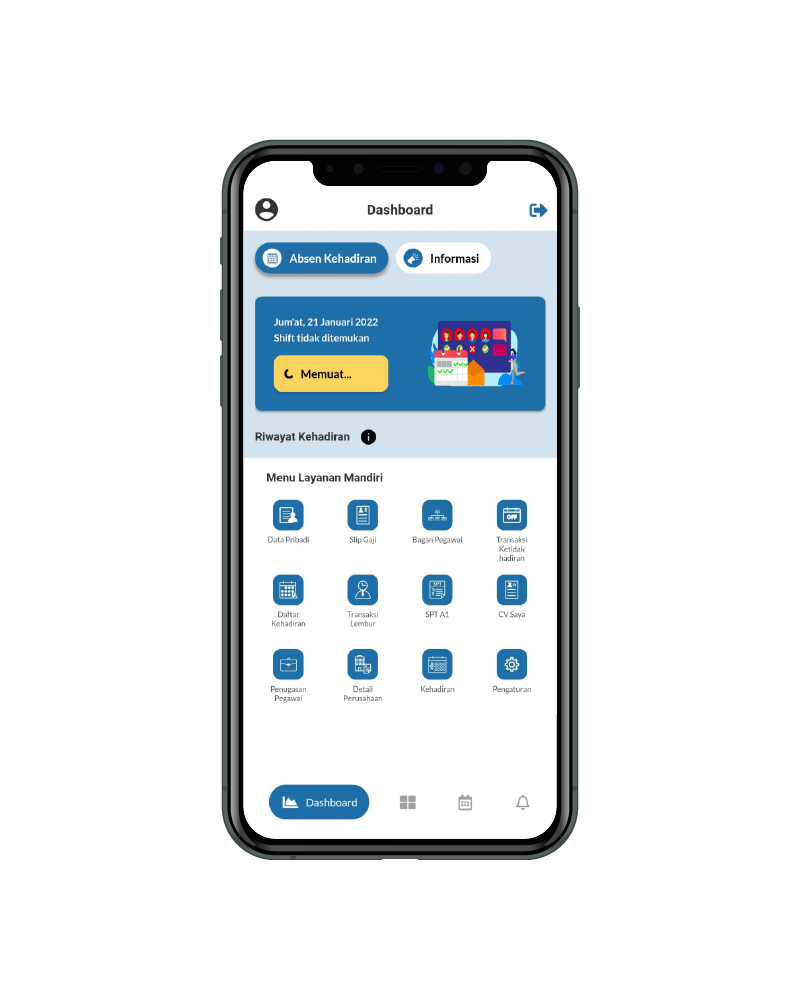 Dashboard
Absen Kehadiran
Informasi
Jum'at, 21 Januari 2022
Shift tidak ditemukan
Memuat...
Riwayat Kehadiran
Menu Layanan Mandiri
Data Pribadi
Slip Gaji
Bagan Pegawai
Transaksi
Ketidak
hadiran
OFF
Daftar
Kehadiran
Transaksi
Lembur
SPT
SPT A1
CV Saya
Penugasan
Pegawai
Detail
Perusahaan
Kehadiran
Pengaturan
Dashboard